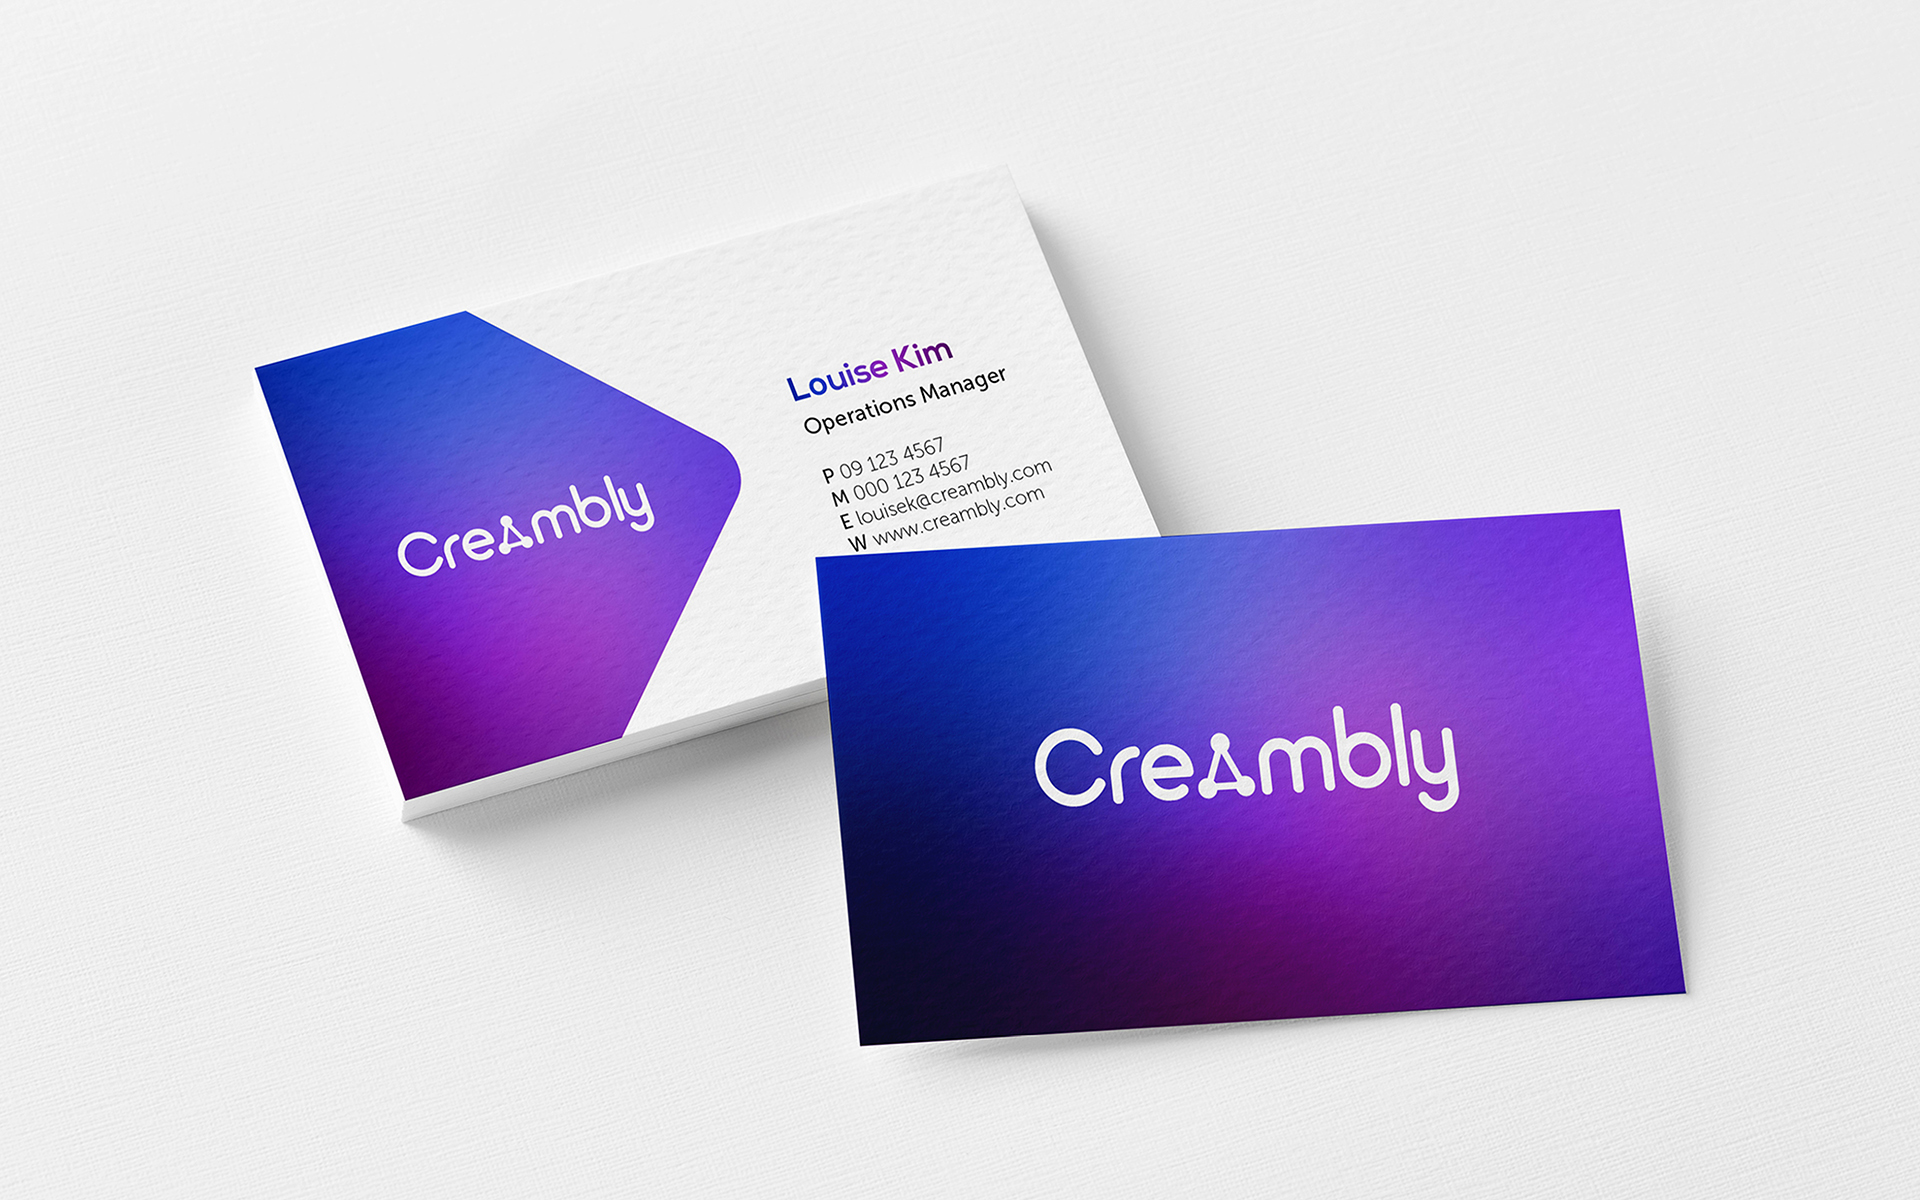 Creambly
Louise Kim
Operations Manager
P 09 123 4567
M 000 123 4567
E louisek@creambly.com
W www.creambly.com
Creambly